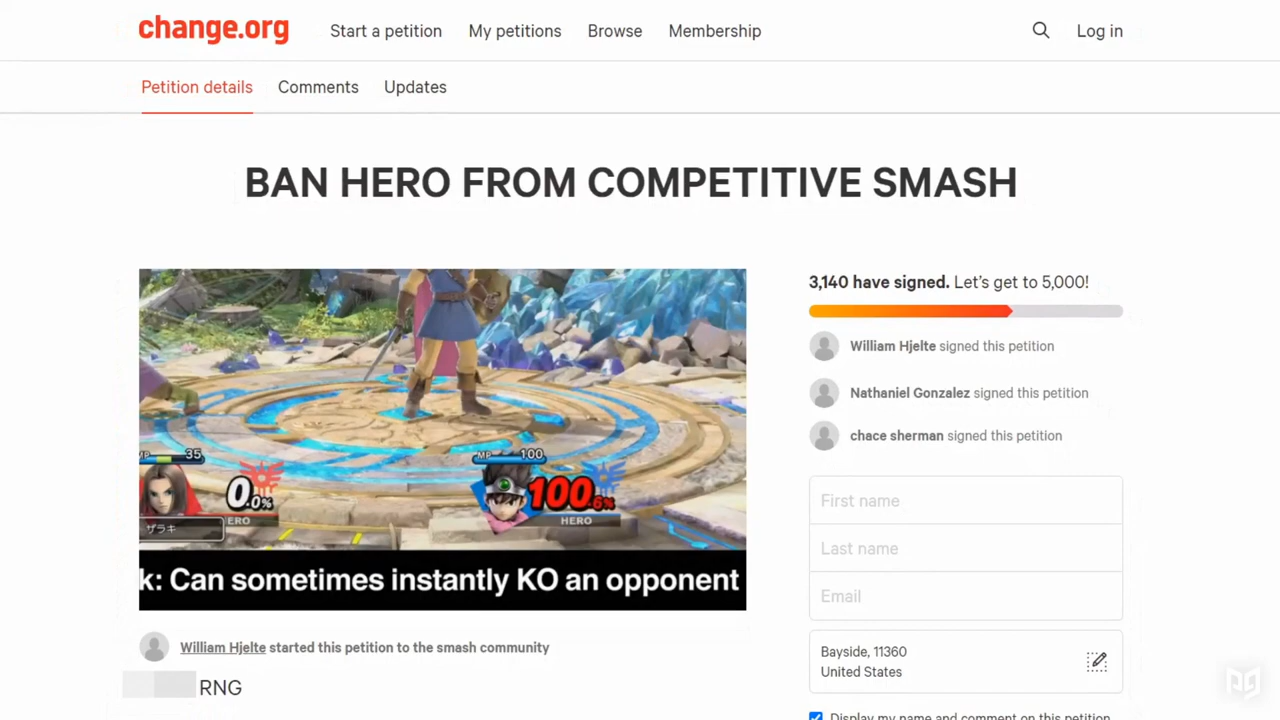 change.org
Start a petition
My petitions
Browse
Membership
Log in
Petition details
Comments
Updates
BAN HERO FROM COMPETITIVE SMASH
3,140 have signed. Let's get to 5,000!
William Hjelte signed this petition
Nathaniel Gonzalez signed this petition
chace sherman signed this petition
MP 35
MP 100
0.0%
100.6%
ERO
HERO
ザラキ
k: Can sometimes instantly KO an opponent
First name
Last name
Email
Bayside, 11360
United States
William Hjelte started this petition to the smash community
RNG
Display my name and comment on this petition